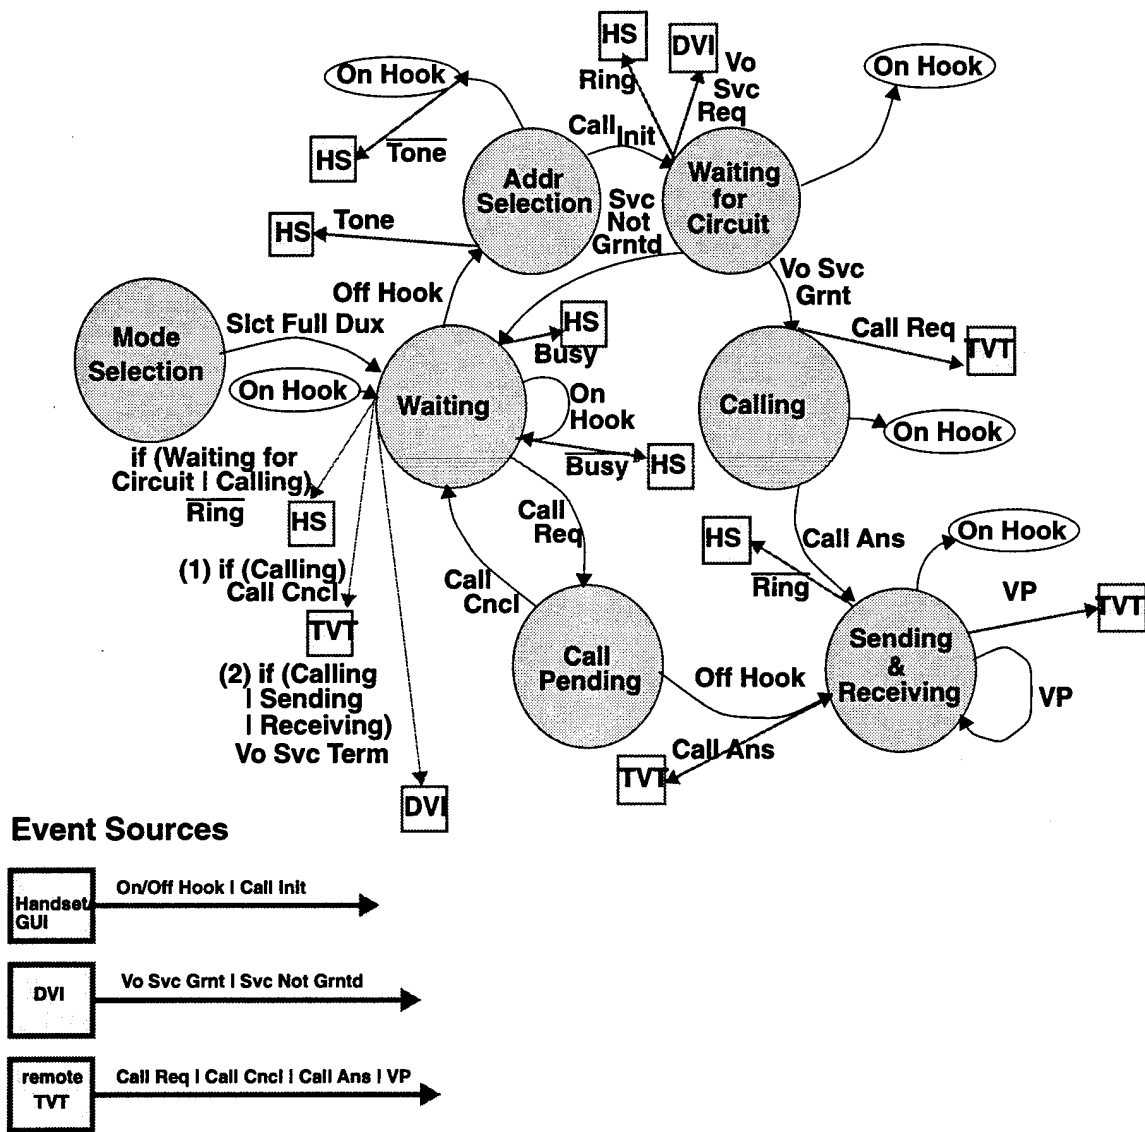 HS
DVI
On Hook
Ring
Vo
Svc
Req
On Hook
Tone
HS
Call Init
Addr
Selection
Waiting
for
Circuit
Svc
Not
Grntd
HS
Tone
Off Hook
Vo Svc
Grnt
Mode
Selection
Slct Full Dux
HS
Busy
Call Req
TVT
On Hook
Waiting
On
Hook
Calling
On Hook
Busy
HS
if (Waiting for
Circuit | Calling)
Ring
HS
Call
Req
HS
Ring
Call Ans
On Hook
(1) if (Calling)
Call Cncl
TVT
Call
Cncl
VP
TVT
Call
Pending
Off Hook
Sending
&
Receiving
VP
(2) if (Calling
| Sending
| Receiving)
Vo Svc Term
Call Ans
TVT
DVI
Event Sources
Handset/
GUI
On/Off Hook | Call Init
DVI
Vo Svc Grnt | Svc Not Grntd
remote
TVT
Call Req | Call Cncl | Call Ans | VP